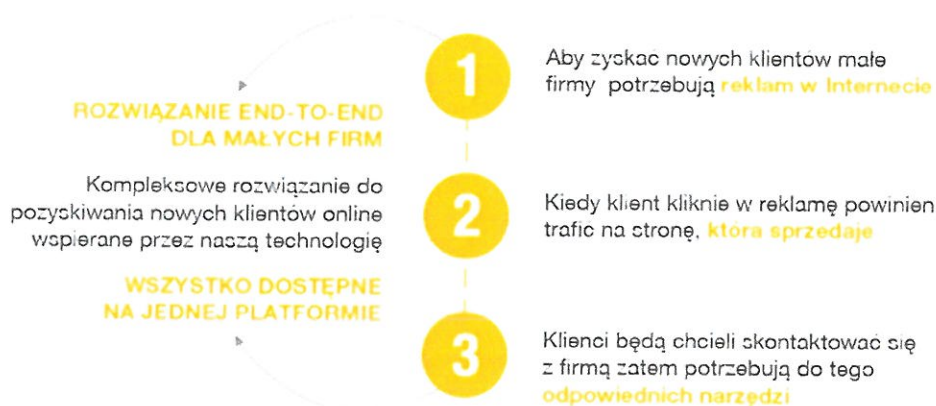 ROZWIĄZANIE END-TO-END
DLA MAŁYCH FIRM
Kompleksowe rozwiązanie do
pozyskiwania nowych klientów online
wspierane przez naszą technologię
WSZYSTKO DOSTĘPNE
NA JEDNEJ PLATFORMIE
1
Aby zyskać nowych klientów małe
firmy potrzebują reklam w Internecie
2
Kiedy klient kliknie w reklamę powinien
trafić na stronę, która sprzedaje
3
Klienci będą chcieli skontaktować się
z firmą zatem potrzebują do tego
odpowiednich narzędzi